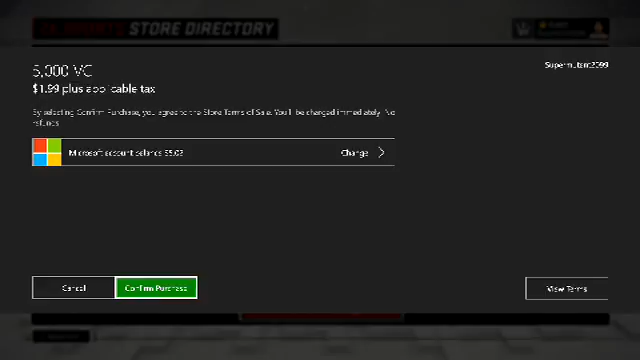 STORE DIRECTORY
5,000 VC
Supermutant2099
$1.99 plus applicable tax
By selecting Confirm Purchase, you agree to the Store Terms of Sale. You'll be charged immediately. No
refunds.
Microsoft account balance $5.03
Change
Cancel
Confirm Purchase
View Terms